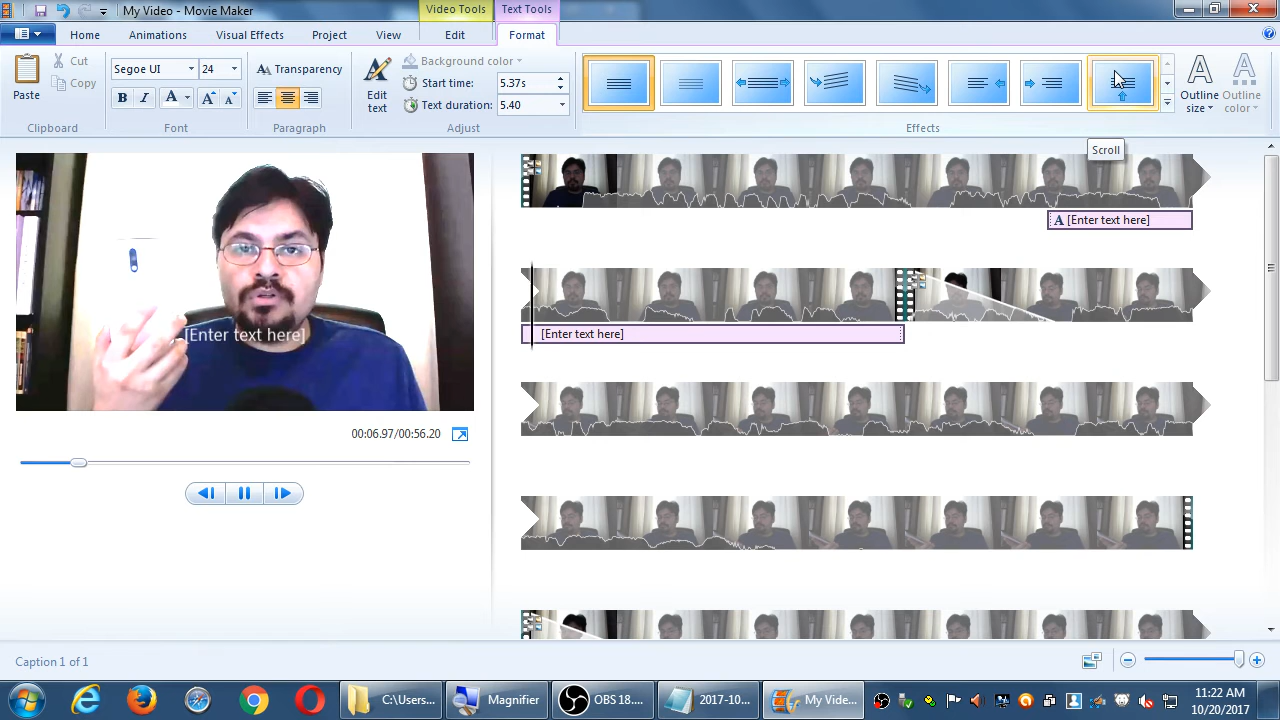 My Video - Movie Maker
Video Tools
Text Tools
Home
Animations
Visual Effects
Project
View
Edit
Format
Paste
Cut
Copy
Clipboard
Segoe UI
24
B
I
A
A
A
Font
Transparency
Paragraph
Edit text
Background color
Start time:
5.37s
Text duration:
5.40
Adjust
Effects
Outline size
Outline color
Scroll
[Enter text here]
00:06.97/00:56.20
A [Enter text here]
[Enter text here]
Caption 1 of 1
C:\Users...
Magnifier
OBS 18....
2017-10...
My Vide...
11:22 AM
10/20/2017